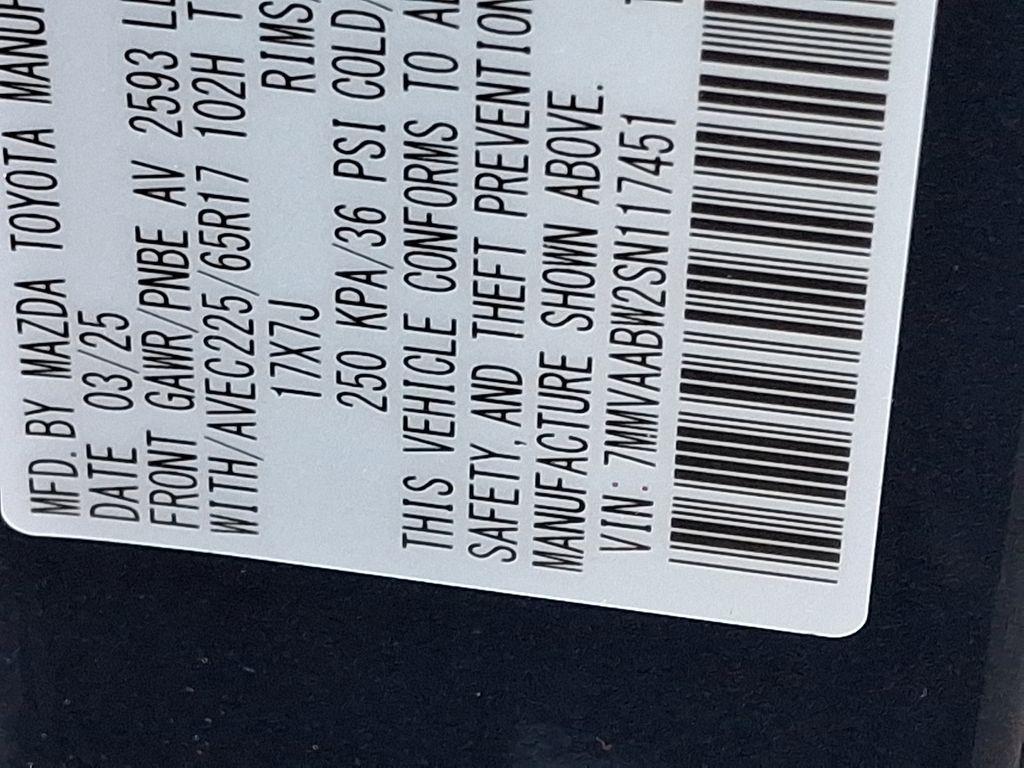 MFD. BY MAZDA TOYOTA MANUF
DATE 03/25
FRONT GAWR/PNBE AV 2593 L
WITH/AVEC225/65R17 102H T
17X7J RIMS,
250 KPA/36 PSI COLD/
THIS VEHICLE CONFORMS TO A
SAFETY, AND THEFT PREVENTION
MANUFACTURE SHOWN ABOVE.
VIN: 7MMVAABW2SN117451